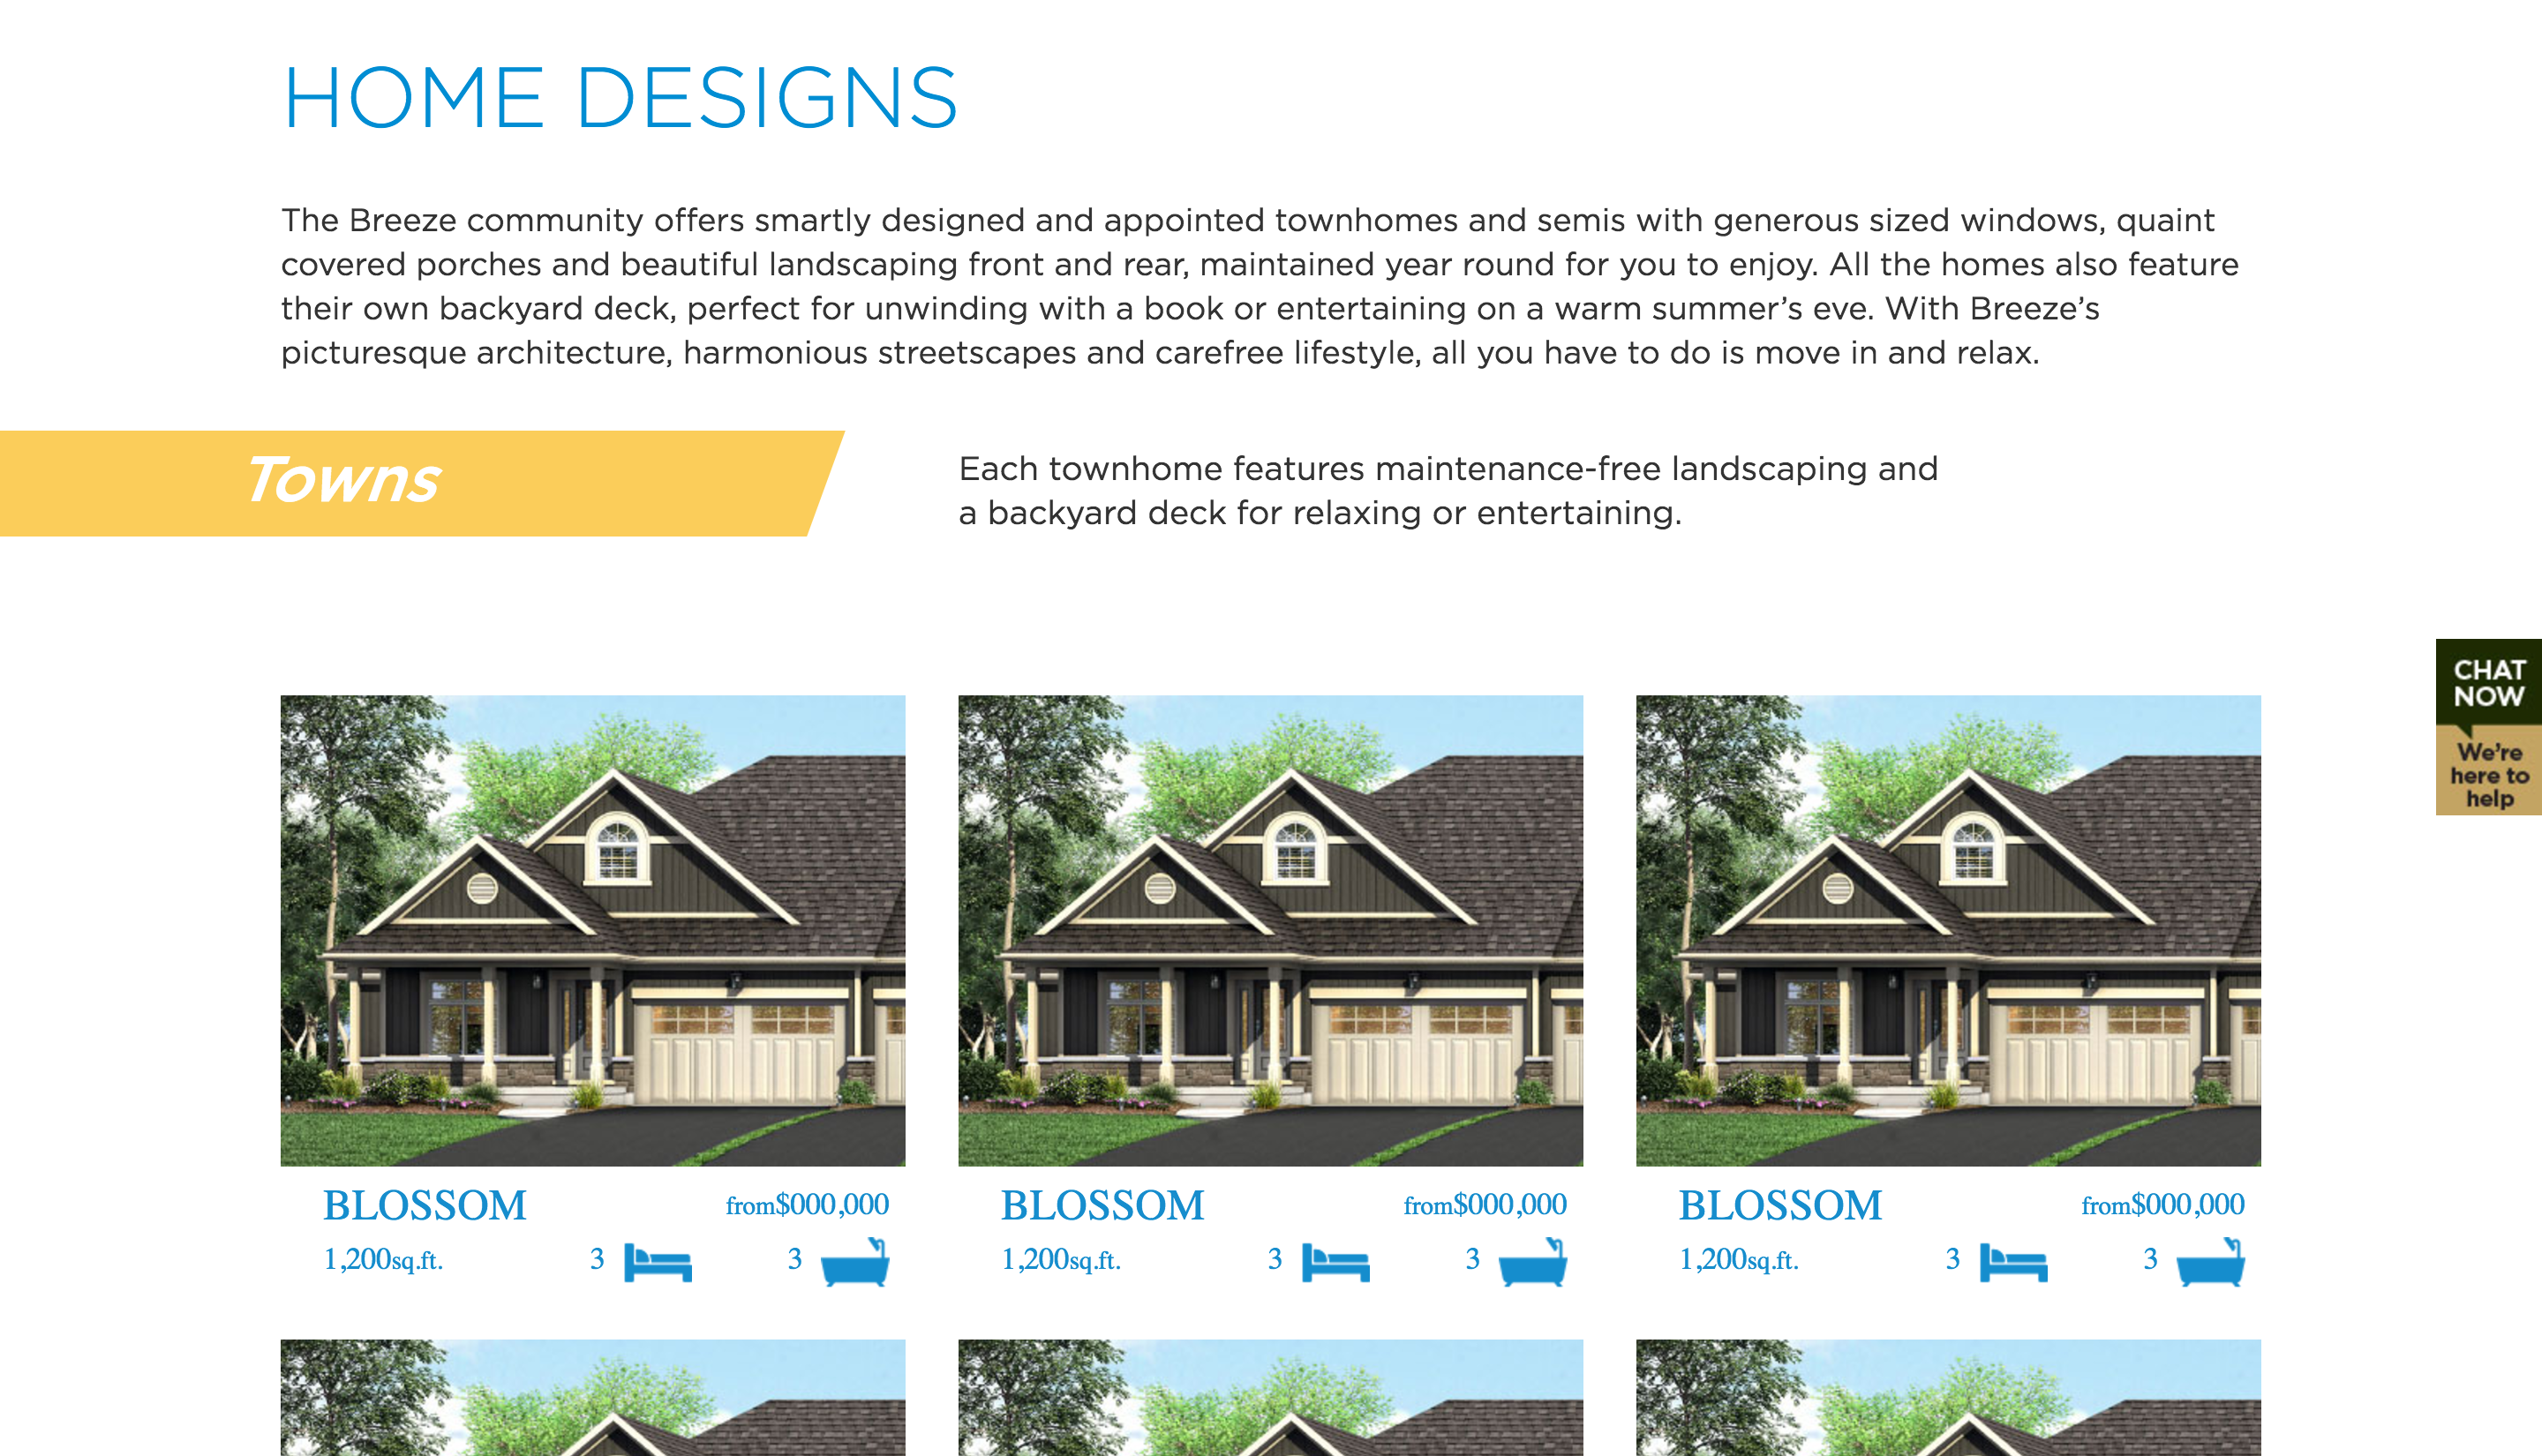 HOME DESIGNS
The Breeze community offers smartly designed and appointed townhomes and semis with generous sized windows, quaint
covered porches and beautiful landscaping front and rear, maintained year round for you to enjoy. All the homes also feature
their own backyard deck, perfect for unwinding with a book or entertaining on a warm summer’s eve. With Breeze’s
picturesque architecture, harmonious streetscapes and carefree lifestyle, all you have to do is move in and relax.
Towns
Each townhome features maintenance-free landscaping and
a backyard deck for relaxing or entertaining.
CHAT
NOW
We’re
here to
help
BLOSSOM from$000,000
1,200sq.ft. 3 3
BLOSSOM from$000,000
1,200sq.ft. 3 3
BLOSSOM from$000,000
1,200sq.ft. 3 3